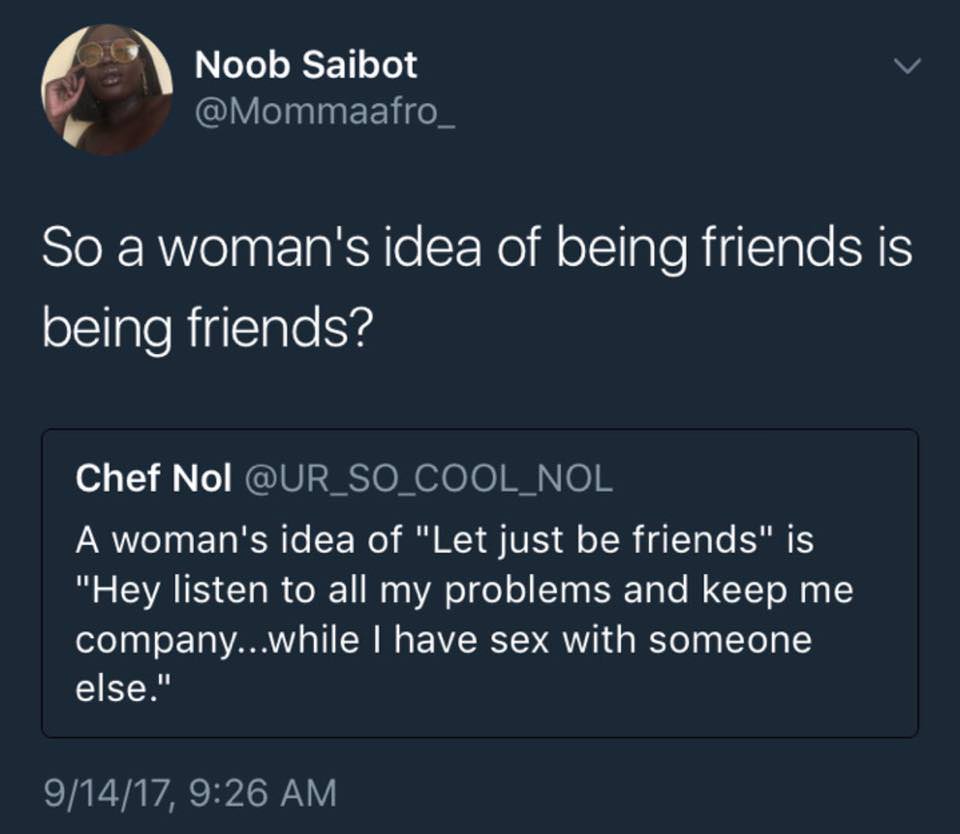 Noob Saibot
@Mommaafro_
So a woman's idea of being friends is
being friends?
Chef Nol @UR_SO_COOL_NOL
A woman's idea of "Let just be friends" is
"Hey listen to all my problems and keep me
company...while I have sex with someone
else."
9/14/17, 9:26 AM